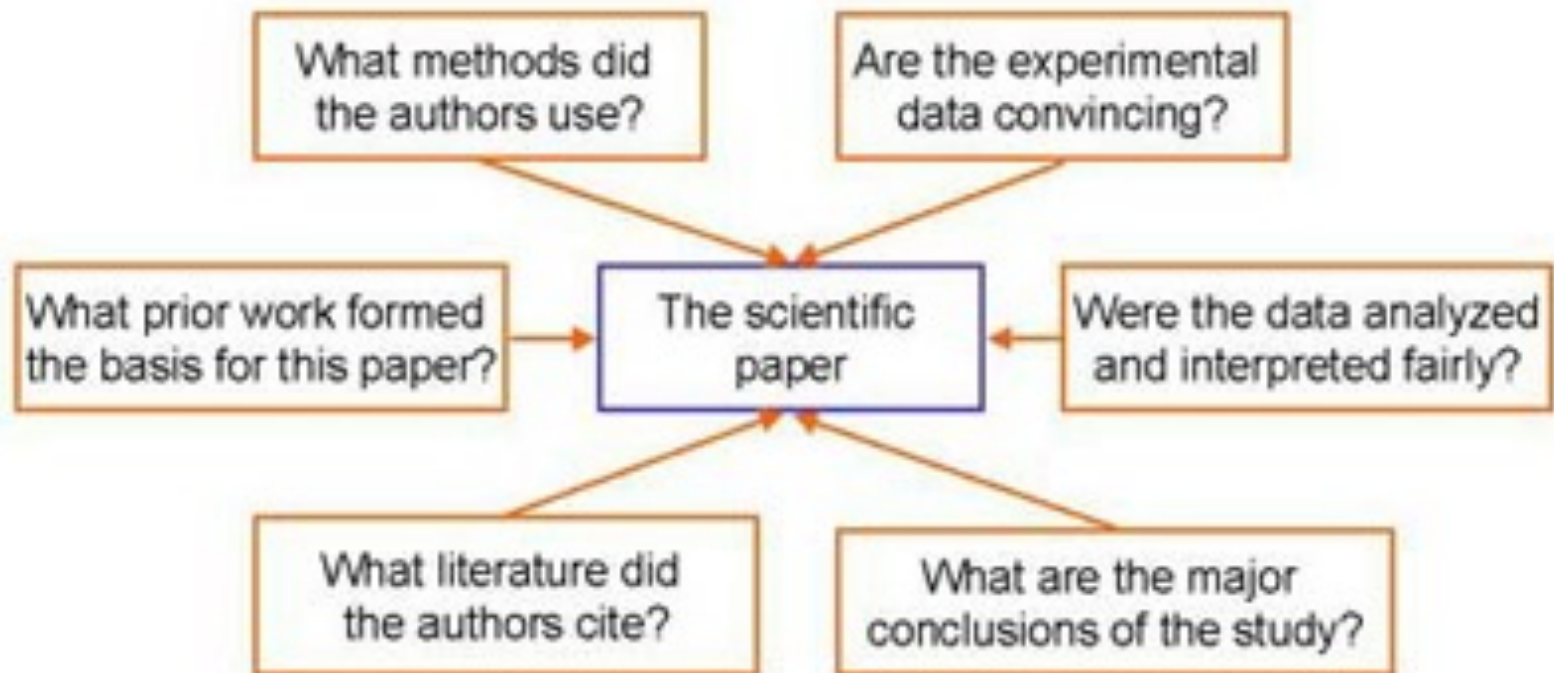 What methods did
the authors use?
Are the experimental
data convincing?
What prior work formed
the basis for this paper?
The scientific
paper
Were the data analyzed
and interpreted fairly?
What literature did
the authors cite?
What are the major
conclusions of the study?